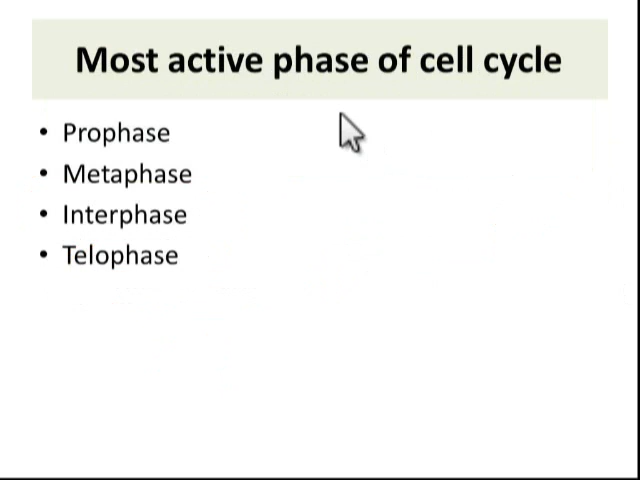 Most active phase of cell cycle
• Prophase
• Metaphase
• Interphase
• Telophase